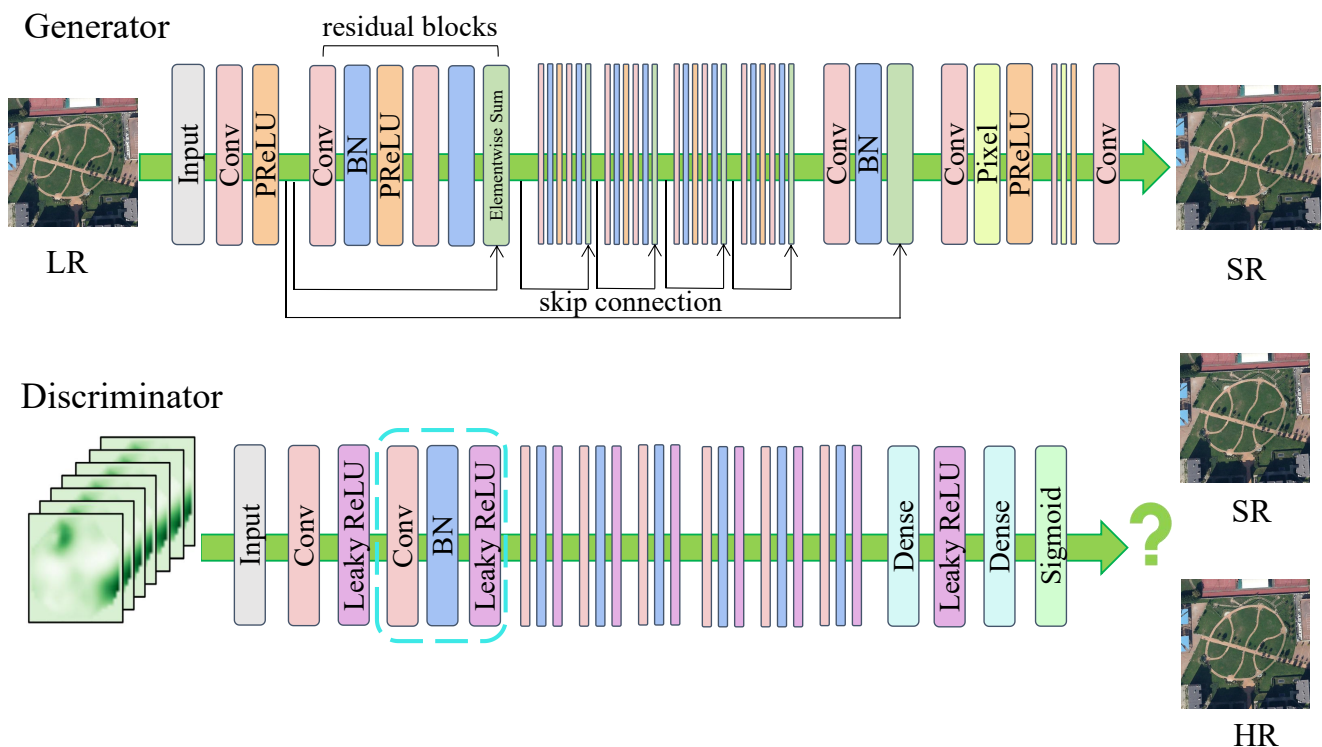 Generator
residual blocks
Input
Conv
PReLU
Conv
BN
PReLU
Elementwise Sum
Conv
BN
Conv
Pixel
PReLU
Conv
LR
SR
skip connection
Discriminator
Input
Conv
Leaky ReLU
Conv
BN
Leaky ReLU
Dense
Leaky ReLU
Dense
Sigmoid
?
SR
HR